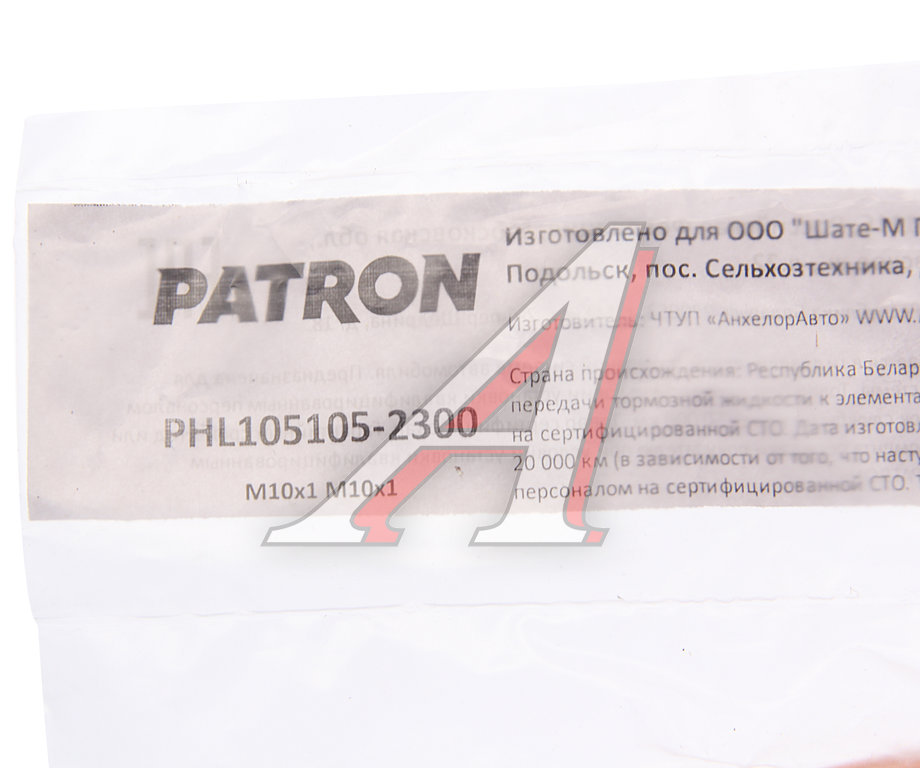 PATRON
PHL105105-2300
M10x1 M10x1
Изготовлено для ООО "Шате-М П
Подольск, пос. Сельхозтехника,
Изготовитель: ЧТУП «АнхелорАвто» WWW.
Страна происхождения: Республика Белар
передачи тормозной жидкости к элемента
на сертифицированной СТО. Дата изготовл
20 000 км (в зависимости от того, что насту
персоналом на сертифицированной СТО. Т